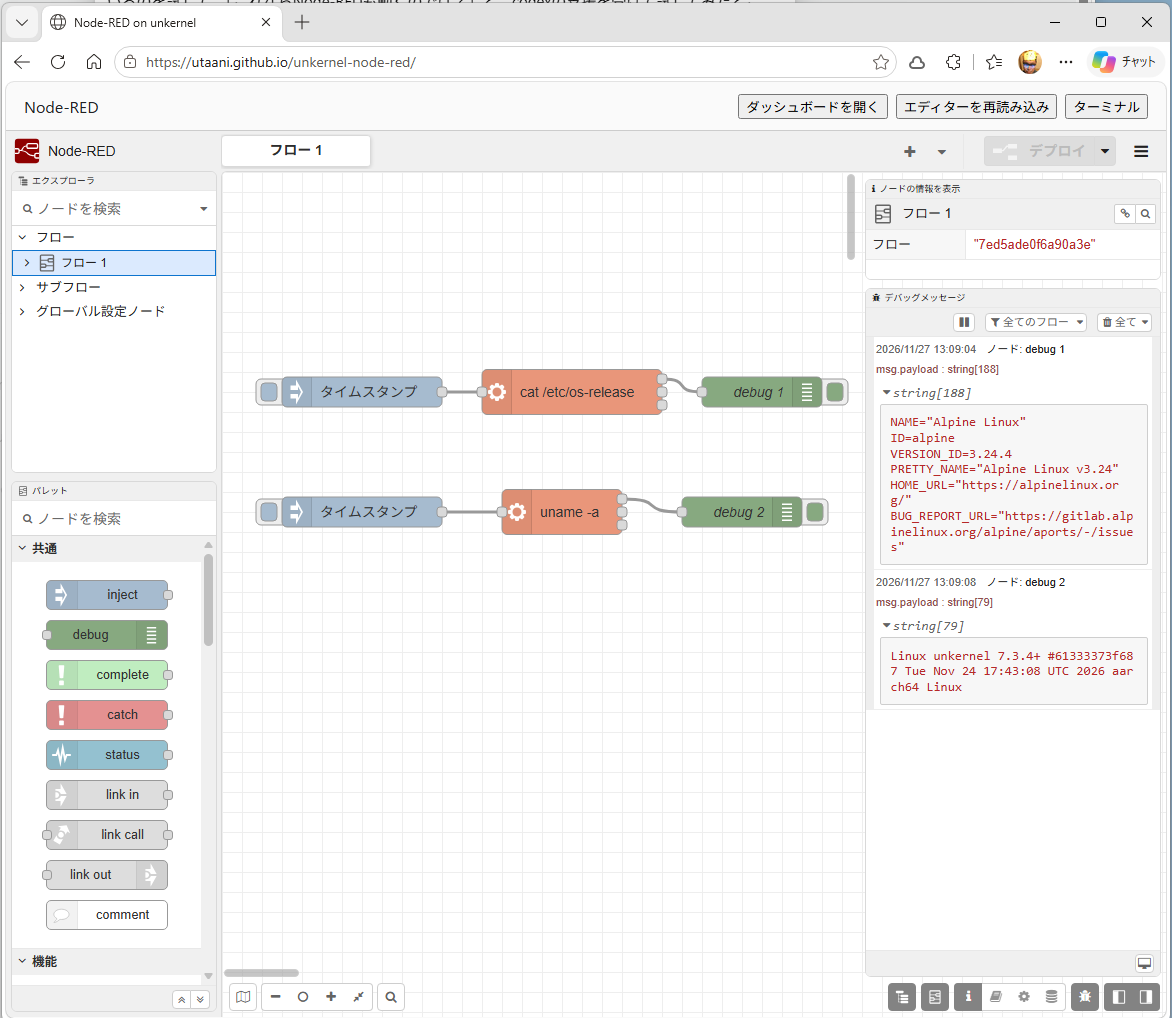 Node-RED on unkernel
https://utaani.github.io/unkernel-node-red/
チャット
Node-RED
ダッシュボードを開く
エディターを再読み込み
ターミナル
Node-RED
フロー 1
デプロイ
エクスプローラ
ノードを検索
フロー
フロー 1
サブフロー
グローバル設定ノード
パレット
ノードを検索
共通
inject
debug
complete
catch
status
link in
link call
link out
comment
機能
タイムスタンプ
cat /etc/os-release
debug 1
タイムスタンプ
uname -a
debug 2
ノードの情報を表示
フロー 1
フロー
"7ed5ade0f6a90a3e"
デバッグメッセージ
全てのフロー
全て
2026/11/27 13:09:04 ノード: debug 1
msg.payload : string[188]
string[188]
NAME="Alpine Linux"
ID=alpine
VERSION_ID=3.24.4
PRETTY_NAME="Alpine Linux v3.24"
HOME_URL="https://alpinelinux.or
g/"
BUG_REPORT_URL="https://gitlab.alp
inelinux.org/alpine/aports/-/issue
s"
2026/11/27 13:09:08 ノード: debug 2
msg.payload : string[79]
string[79]
Linux unkernel 7.3.4+ #61333373f68
7 Tue Nov 24 17:43:08 UTC 2026 aar
ch64 Linux